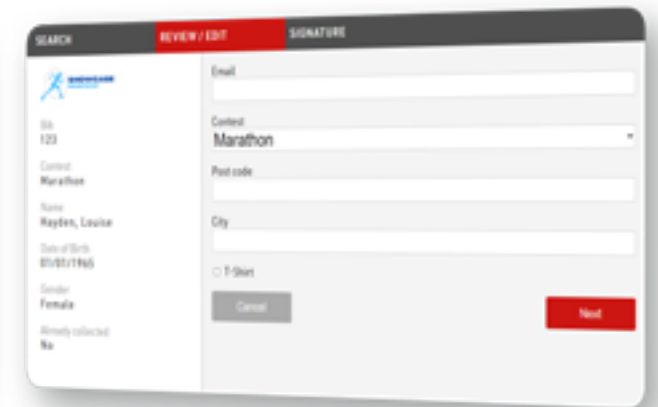 SEARCH
REVIEW / EDIT
SIGNATURE
SHOWCASE
Bib
123
Contest
Marathon
Name
Hayden, Louise
Date of Birth
01/01/1965
Gender
Female
Already collected
No
Email
Contest
Marathon
Post code
City
T-Shirt
Cancel
Next